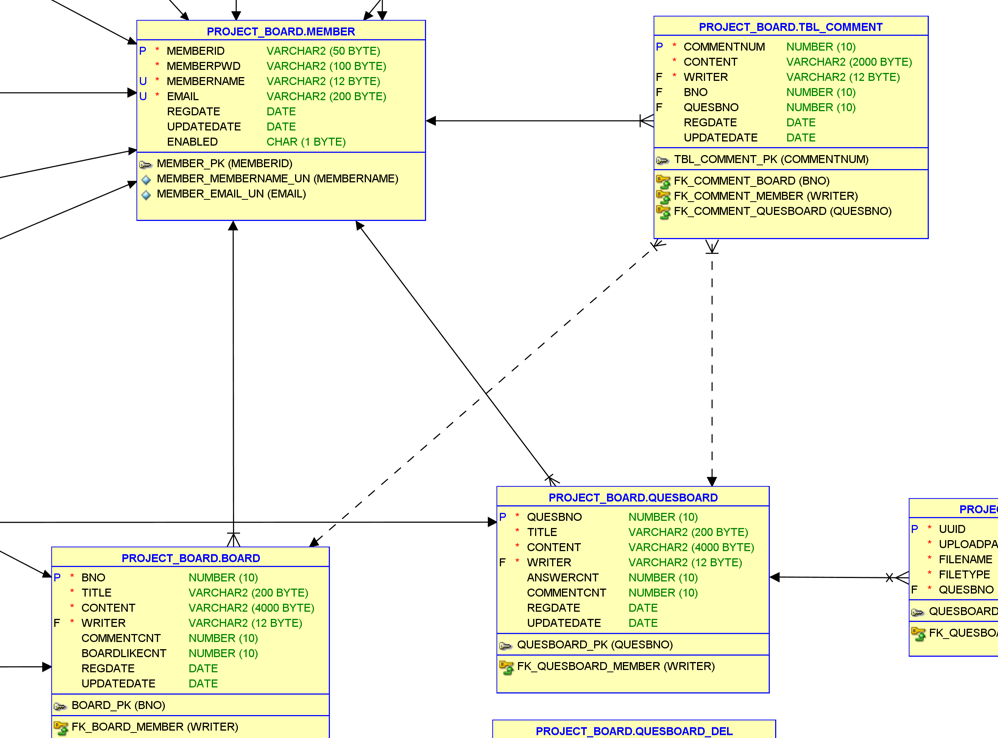 PROJECT_BOARD.MEMBER
P * MEMBERID VARCHAR2 (50 BYTE)
* MEMBERPWD VARCHAR2 (100 BYTE)
U * MEMBERNAME VARCHAR2 (12 BYTE)
U * EMAIL VARCHAR2 (200 BYTE)
REGDATE DATE
UPDATEDATE DATE
ENABLED CHAR (1 BYTE)
MEMBER_PK (MEMBERID)
MEMBER_MEMBERNAME_UN (MEMBERNAME)
MEMBER_EMAIL_UN (EMAIL)
PROJECT_BOARD.TBL_COMMENT
P * COMMENTNUM NUMBER (10)
* CONTENT VARCHAR2 (2000 BYTE)
F * WRITER VARCHAR2 (12 BYTE)
F BNO NUMBER (10)
F QUESBNO NUMBER (10)
REGDATE DATE
UPDATEDATE DATE
TBL_COMMENT_PK (COMMENTNUM)
FK_COMMENT_BOARD (BNO)
FK_COMMENT_MEMBER (WRITER)
FK_COMMENT_QUESBOARD (QUESBNO)
PROJECT_BOARD.BOARD
P * BNO NUMBER (10)
* TITLE VARCHAR2 (200 BYTE)
* CONTENT VARCHAR2 (4000 BYTE)
F * WRITER VARCHAR2 (12 BYTE)
COMMENTCNT NUMBER (10)
BOARDLIKECNT NUMBER (10)
REGDATE DATE
UPDATEDATE DATE
BOARD_PK (BNO)
FK_BOARD_MEMBER (WRITER)
PROJECT_BOARD.QUESBOARD
P * QUESBNO NUMBER (10)
* TITLE VARCHAR2 (200 BYTE)
* CONTENT VARCHAR2 (4000 BYTE)
F * WRITER VARCHAR2 (12 BYTE)
ANSWERCNT NUMBER (10)
COMMENTCNT NUMBER (10)
REGDATE DATE
UPDATEDATE DATE
QUESBOARD_PK (QUESBNO)
FK_QUESBOARD_MEMBER (WRITER)
PROJEC
P * UUID
* UPLOADPA
* FILENAME
* FILETYPE
F * QUESBNO
QUESBOARD
FK_QUESBOA
PROJECT_BOARD.QUESBOARD_DEL